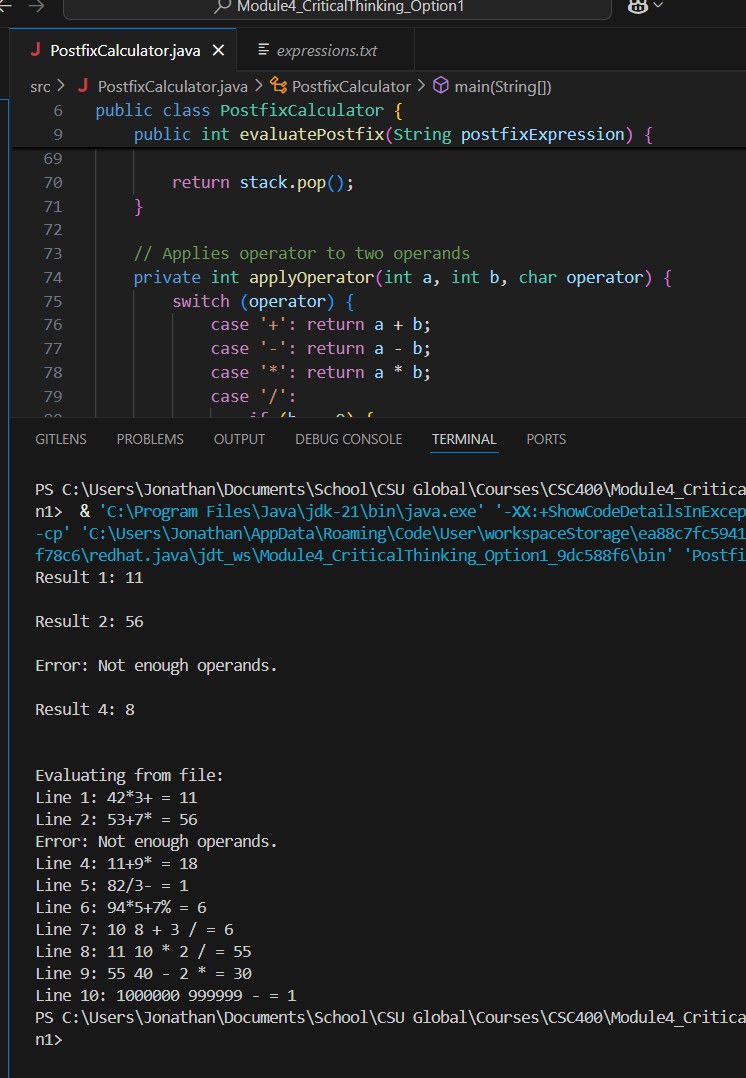 Module4_CriticalThinking_Option1
PostfixCalculator.java
expressions.txt
src > PostfixCalculator.java > PostfixCalculator > main(String[])
6 public class PostfixCalculator {
9 public int evaluatePostfix(String postfixExpression) {
69
70 return stack.pop();
71 }
72
73 // Applies operator to two operands
74 private int applyOperator(int a, int b, char operator) {
75 switch (operator) {
76 case '+': return a + b;
77 case '-': return a - b;
78 case '*': return a * b;
79 case '/':
GITLENS PROBLEMS OUTPUT DEBUG CONSOLE TERMINAL PORTS
PS C:\Users\Jonathan\Documents\School\CSU Global\Courses\CSC400\Module4_Critica
n1> & 'C:\Program Files\Java\jdk-21\bin\java.exe' '-XX:+ShowCodeDetailsInExcep
-cp' 'C:\Users\Jonathan\AppData\Roaming\Code\User\workspaceStorage\ea88c7fc5941
f78c6\redhat.java\jdt_ws\Module4_CriticalThinking_Option1_9dc588f6\bin' 'Postfi
Result 1: 11
Result 2: 56
Error: Not enough operands.
Result 4: 8
Evaluating from file:
Line 1: 42*3+ = 11
Line 2: 53+7* = 56
Error: Not enough operands.
Line 4: 11+9* = 18
Line 5: 82/3- = 1
Line 6: 94*5+7% = 6
Line 7: 10 8 + 3 / = 6
Line 8: 11 10 * 2 / = 55
Line 9: 55 40 - 2 * = 30
Line 10: 1000000 999999 - = 1
PS C:\Users\Jonathan\Documents\School\CSU Global\Courses\CSC400\Module4_Critica
n1>